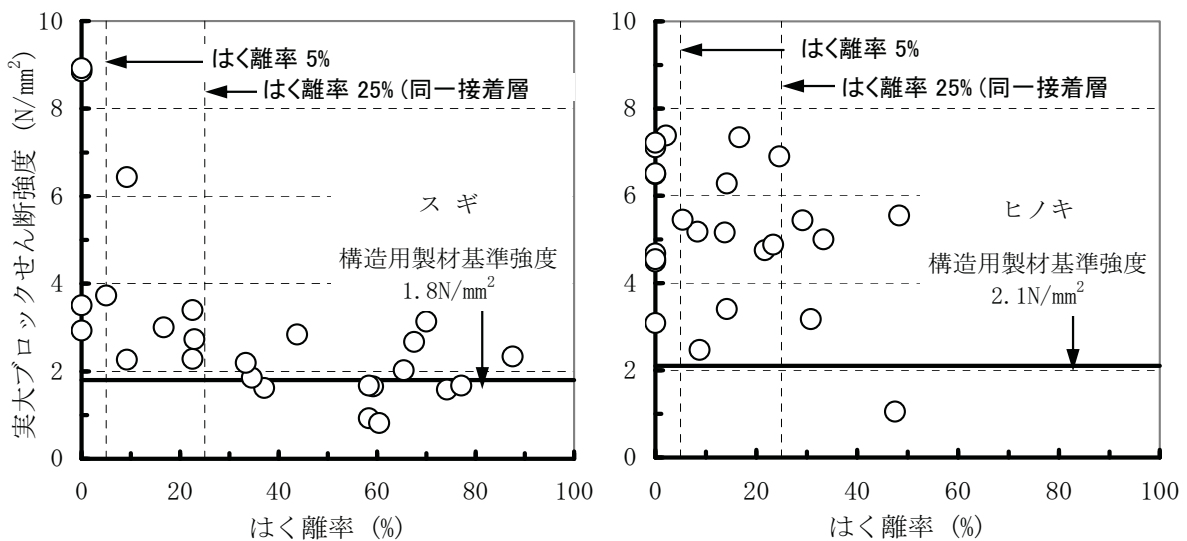 実大ブロックせん断強度 (N/mm²)
10
8
6
4
2
0
はく離率 5%
はく離率 25% (同一接着層
ス ギ
構造用製材基準強度
1.8N/mm²
0 20 40 60 80 100
はく離率 (%)
10
8
6
4
2
0
はく離率 5%
はく離率 25% (同一接着層
ヒノキ
構造用製材基準強度
2.1N/mm²
0 20 40 60 80 100
はく離率 (%)